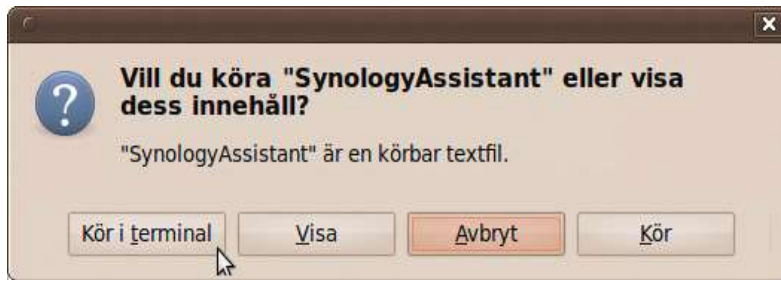 Vill du köra "SynologyAssistant" eller visa
dess innehåll?
"SynologyAssistant" är en körbar textfil.
Kör i terminal
Visa
Avbryt
Kör